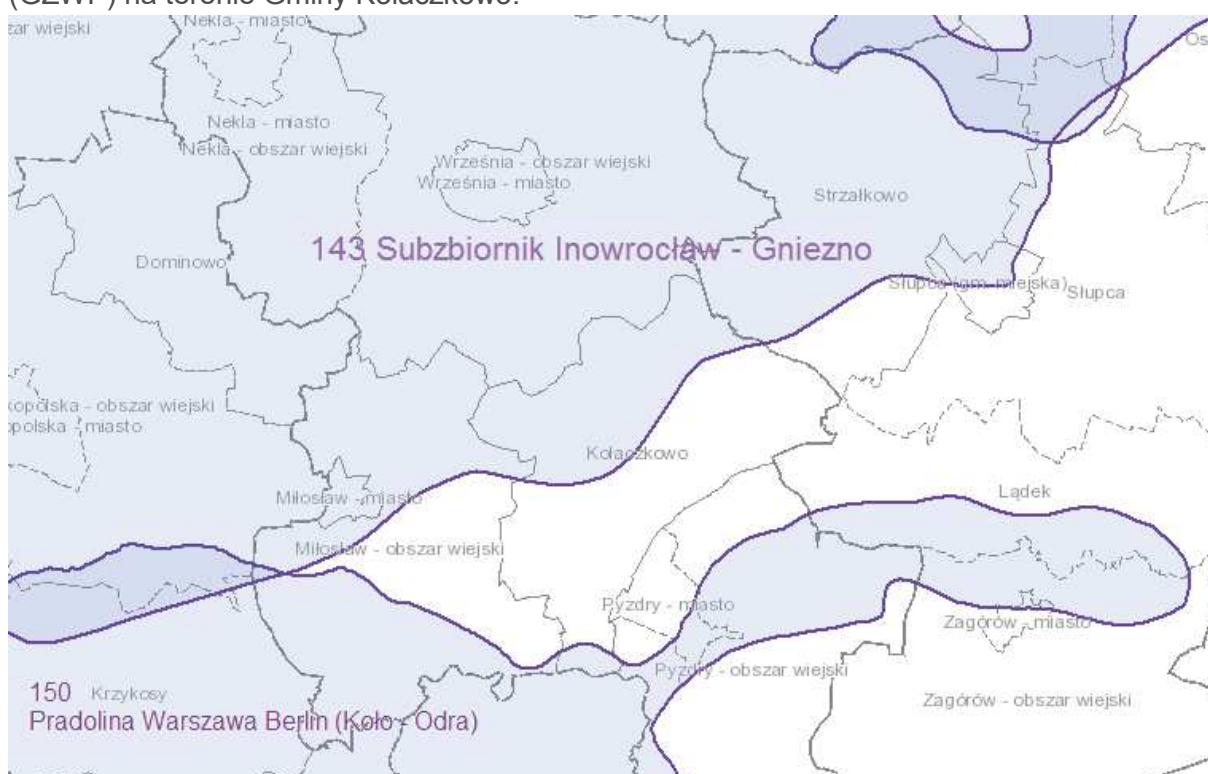 (GZWP) na terenie Gminy Kołaczkowo.
zar wiejski
Nekla - miasto
Nekla - miasto
Nekla - obszar wiejski
Września - obszar wiejski
Września - miasto
Strzałkowo
143 Subzbiornik Inowrocław - Gniezno
Dominowo
Słupca (gm. miejska)
Słupca
kopolska - obszar wiejski
opolska - miasto
Kołaczkowo
Miłosław - miasto
Lądek
Miłosław - obszar wiejski
Pyzdry - miasto
Zagórów - miasto
Pyzdry - obszar wiejski
150
Krzykosy
Zagórów - obszar wiejski
Pradolina Warszawa Berlin (Koło - Odra)